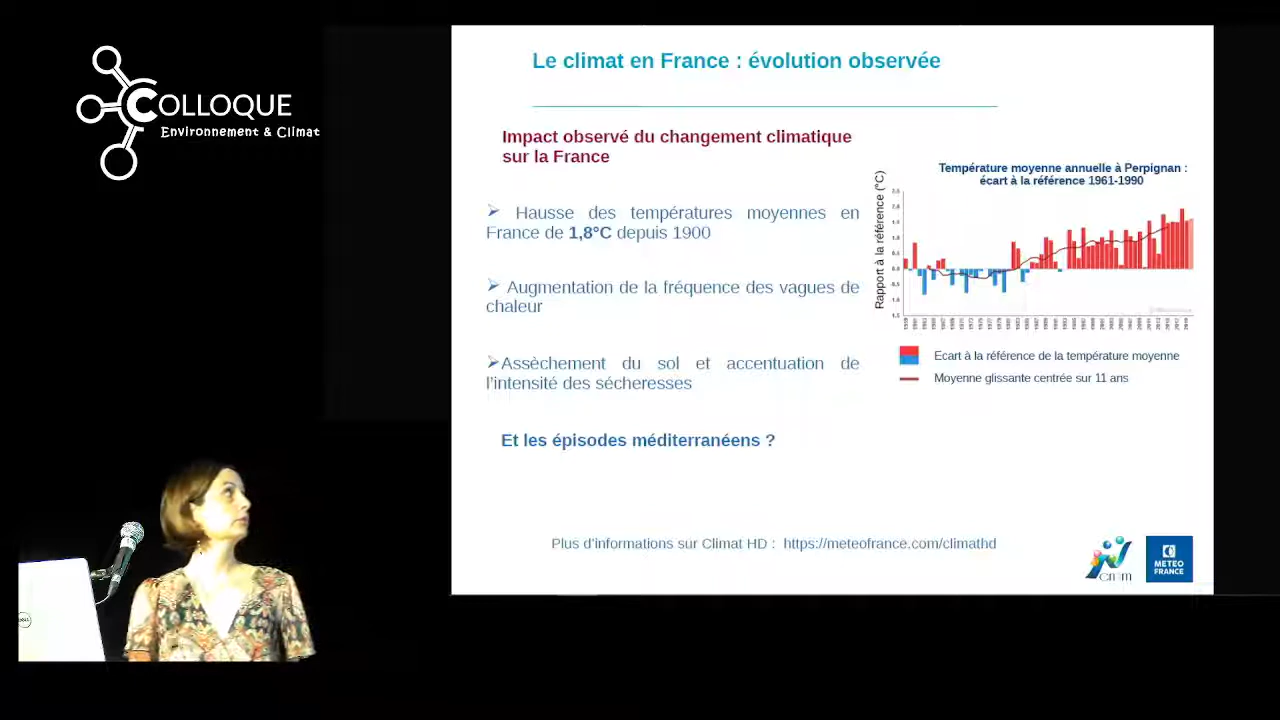 COLLOQUE
Environnement & Climat
Le climat en France : évolution observée
Impact observé du changement climatique
sur la France
➢ Hausse des températures moyennes en
France de 1,8°C depuis 1900
➢ Augmentation de la fréquence des vagues de
chaleur
➢Assèchement du sol et accentuation de
l'intensité des sécheresses
Et les épisodes méditerranéens ?
Température moyenne annuelle à Perpignan :
écart à la référence 1961-1990
Rapport à la référence (°C)
Ecart à la référence de la température moyenne
Moyenne glissante centrée sur 11 ans
Plus d'informations sur Climat HD : https://meteofrance.com/climathd
METEO
FRANCE
DELL